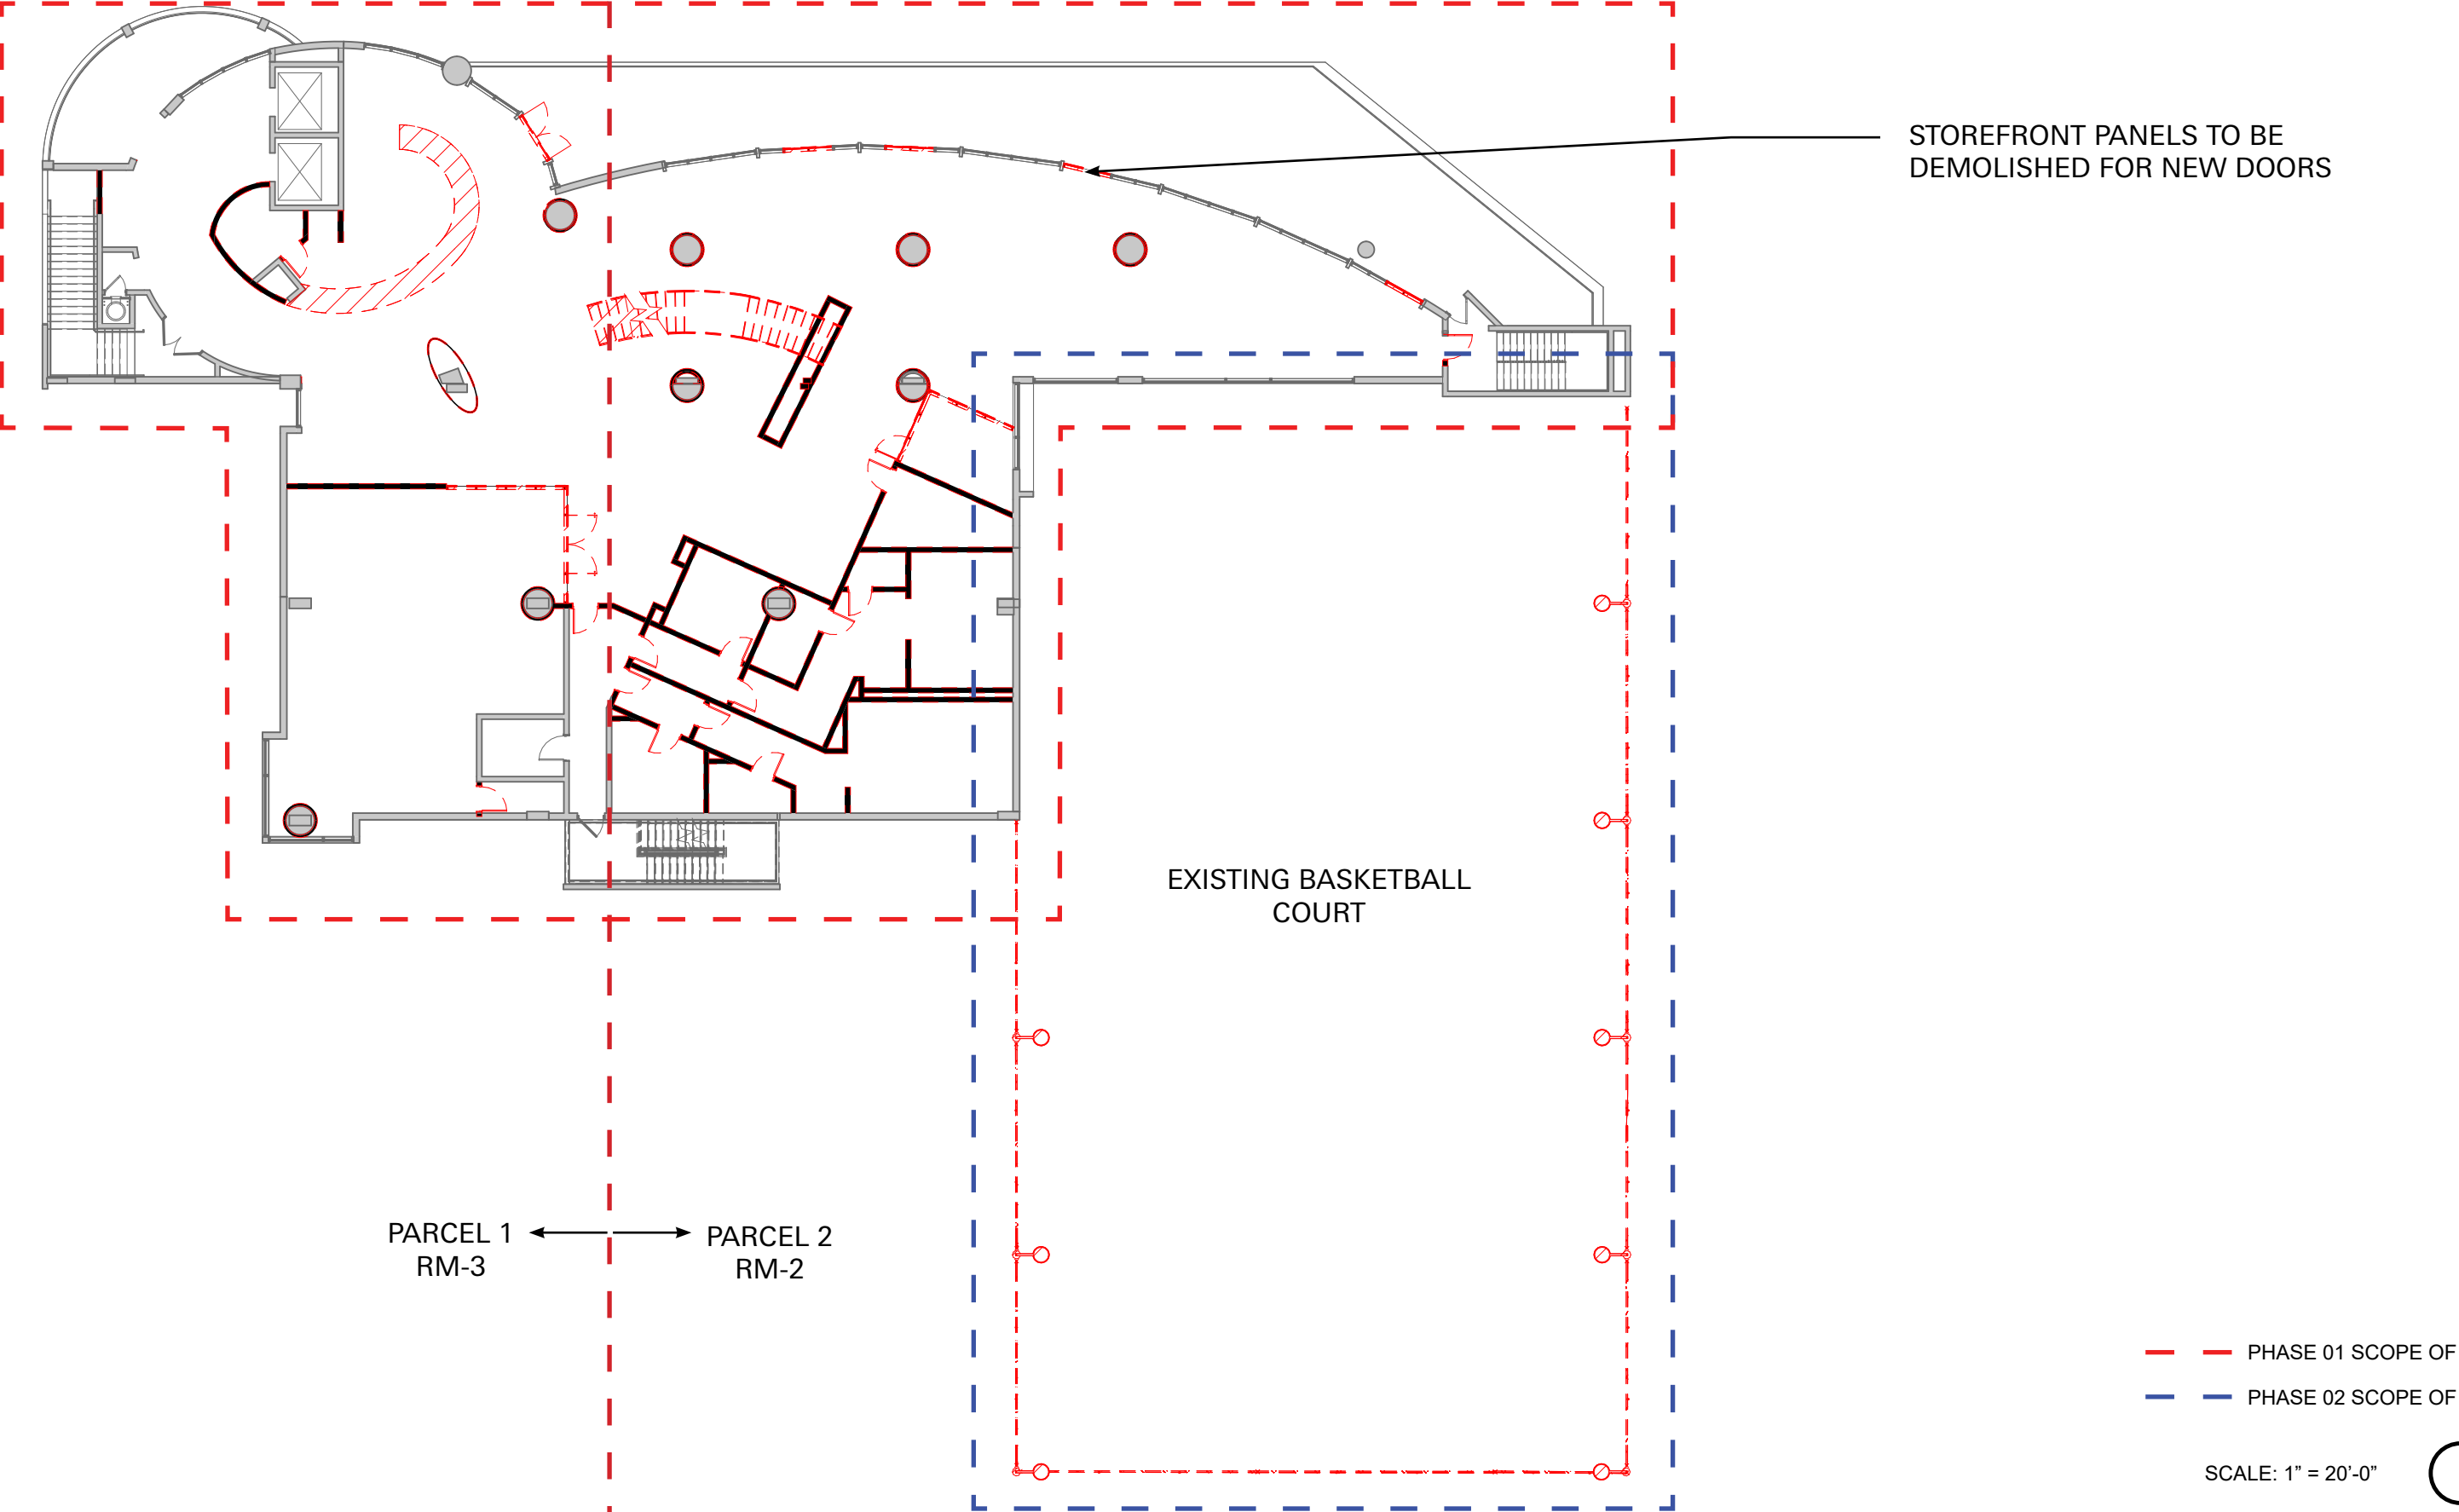 STOREFRONT PANELS TO BE
DEMOLISHED FOR NEW DOORS
EXISTING BASKETBALL
COURT
PARCEL 1
RM-3
PARCEL 2
RM-2
PHASE 01 SCOPE OF
PHASE 02 SCOPE OF
SCALE: 1” = 20’-0”